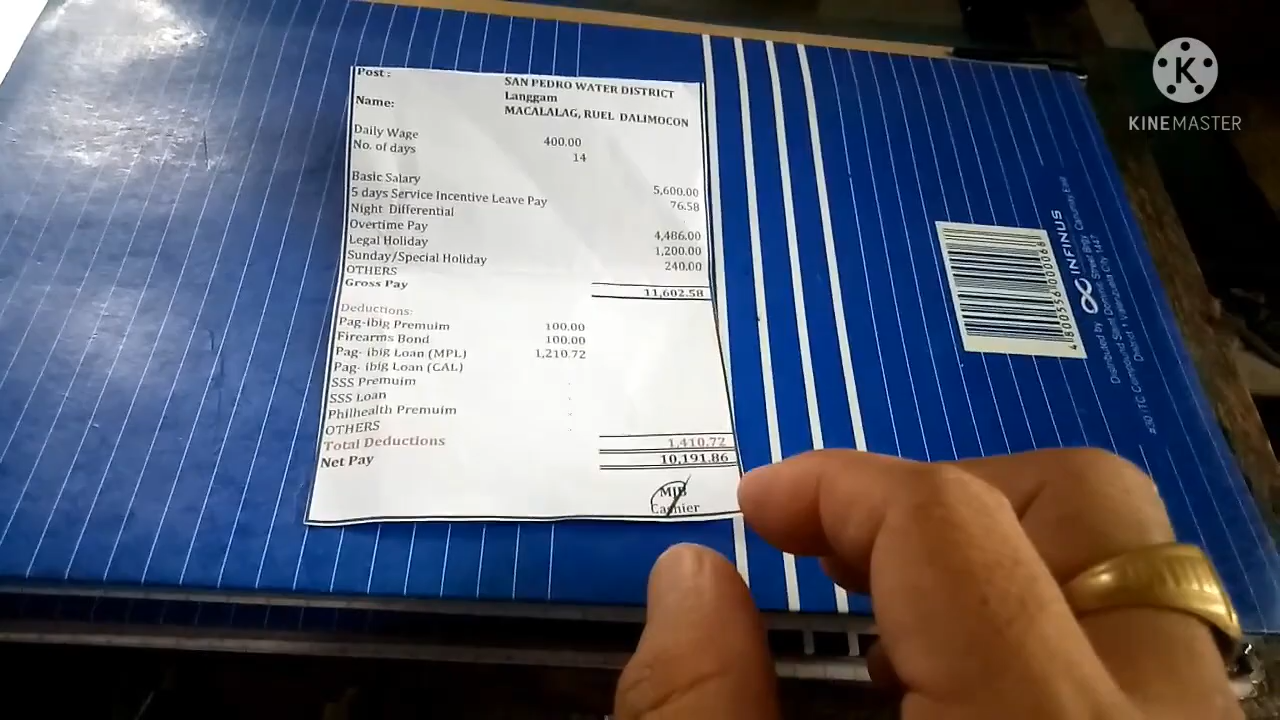 Post :
SAN PEDRO WATER DISTRICT
Langgam
Name: MACALALAG, RUEL DALIMOCON
Daily Wage 400.00
No. of days 14
Basic Salary 5,600.00
5 days Service Incentive Leave Pay 76.58
Night Differential
Overtime Pay 4,486.00
Legal Holiday 1,200.00
Sunday/Special Holiday 240.00
OTHERS
Gross Pay 11,602.58
Deductions:
Pag-ibig Premuim 100.00
Firearms Bond 100.00
Pag- ibig Loan (MPL) 1,210.72
Pag- ibig Loan (CAL)
SSS Premuim
SSS Loan
Philhealth Premuim
OTHERS
Total Deductions 1,410.72
Net Pay 10,191.86
MJB
Cashier
K
KINEMASTER
INFINUS
Distributed by